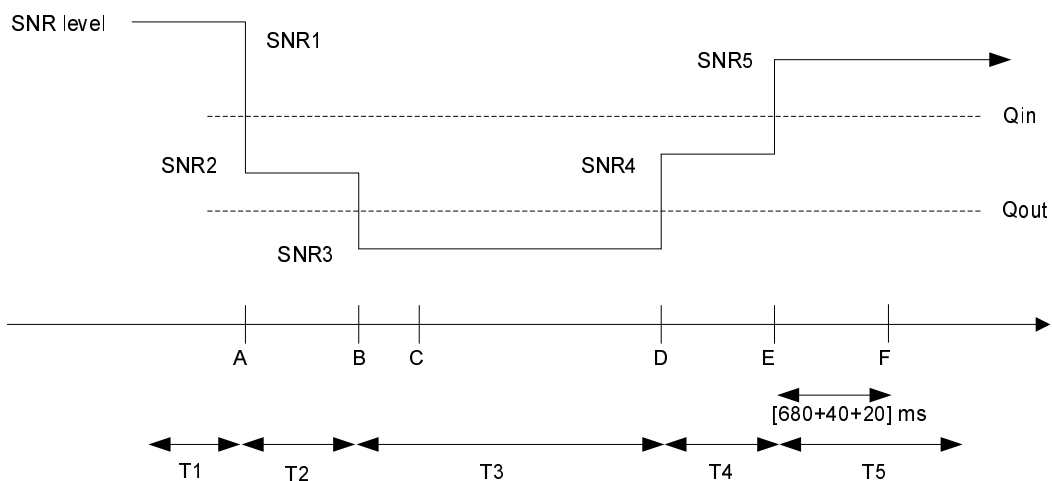 SNR level
SNR1
SNR5
Qin
SNR2
SNR4
Qout
SNR3
A
B
C
D
E
F
[680+40+20] ms
T1
T2
T3
T4
T5